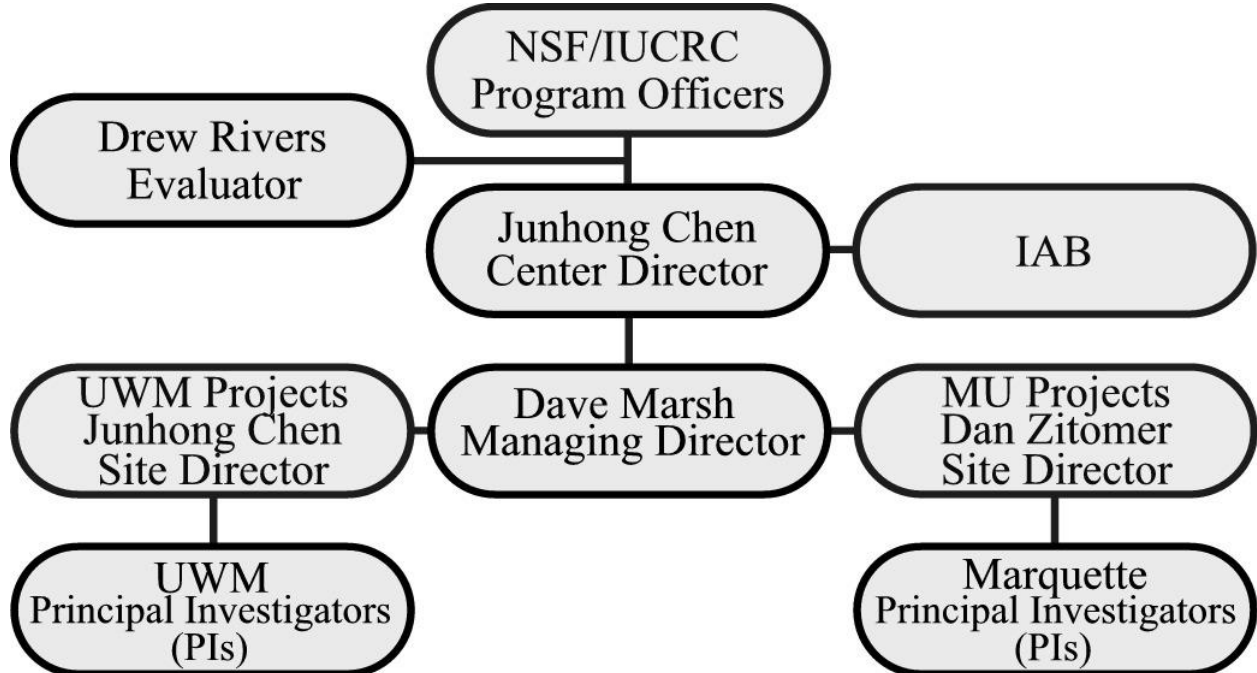 NSF/IUCRC
Program Officers
Drew Rivers
Evaluator
Junhong Chen
Center Director
IAB
UWM Projects
Junhong Chen
Site Director
Dave Marsh
Managing Director
MU Projects
Dan Zitomer
Site Director
UWM
Principal Investigators
(PIs)
Marquette
Principal Investigators
(PIs)